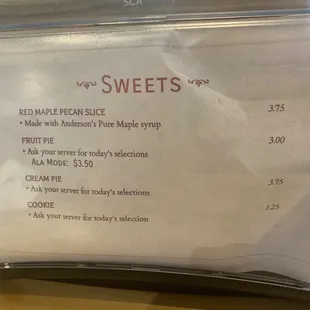 SCA
SWEETS
RED MAPLE PECAN SLICE 3.75
• Made with Anderson's Pure Maple syrup
FRUIT PIE 3.00
• Ask your server for today's selections
ALA MODE: $3.50
CREAM PIE 3.75
• Ask your server for today's selections
COOKIE 1.25
• Ask your server for today's selection